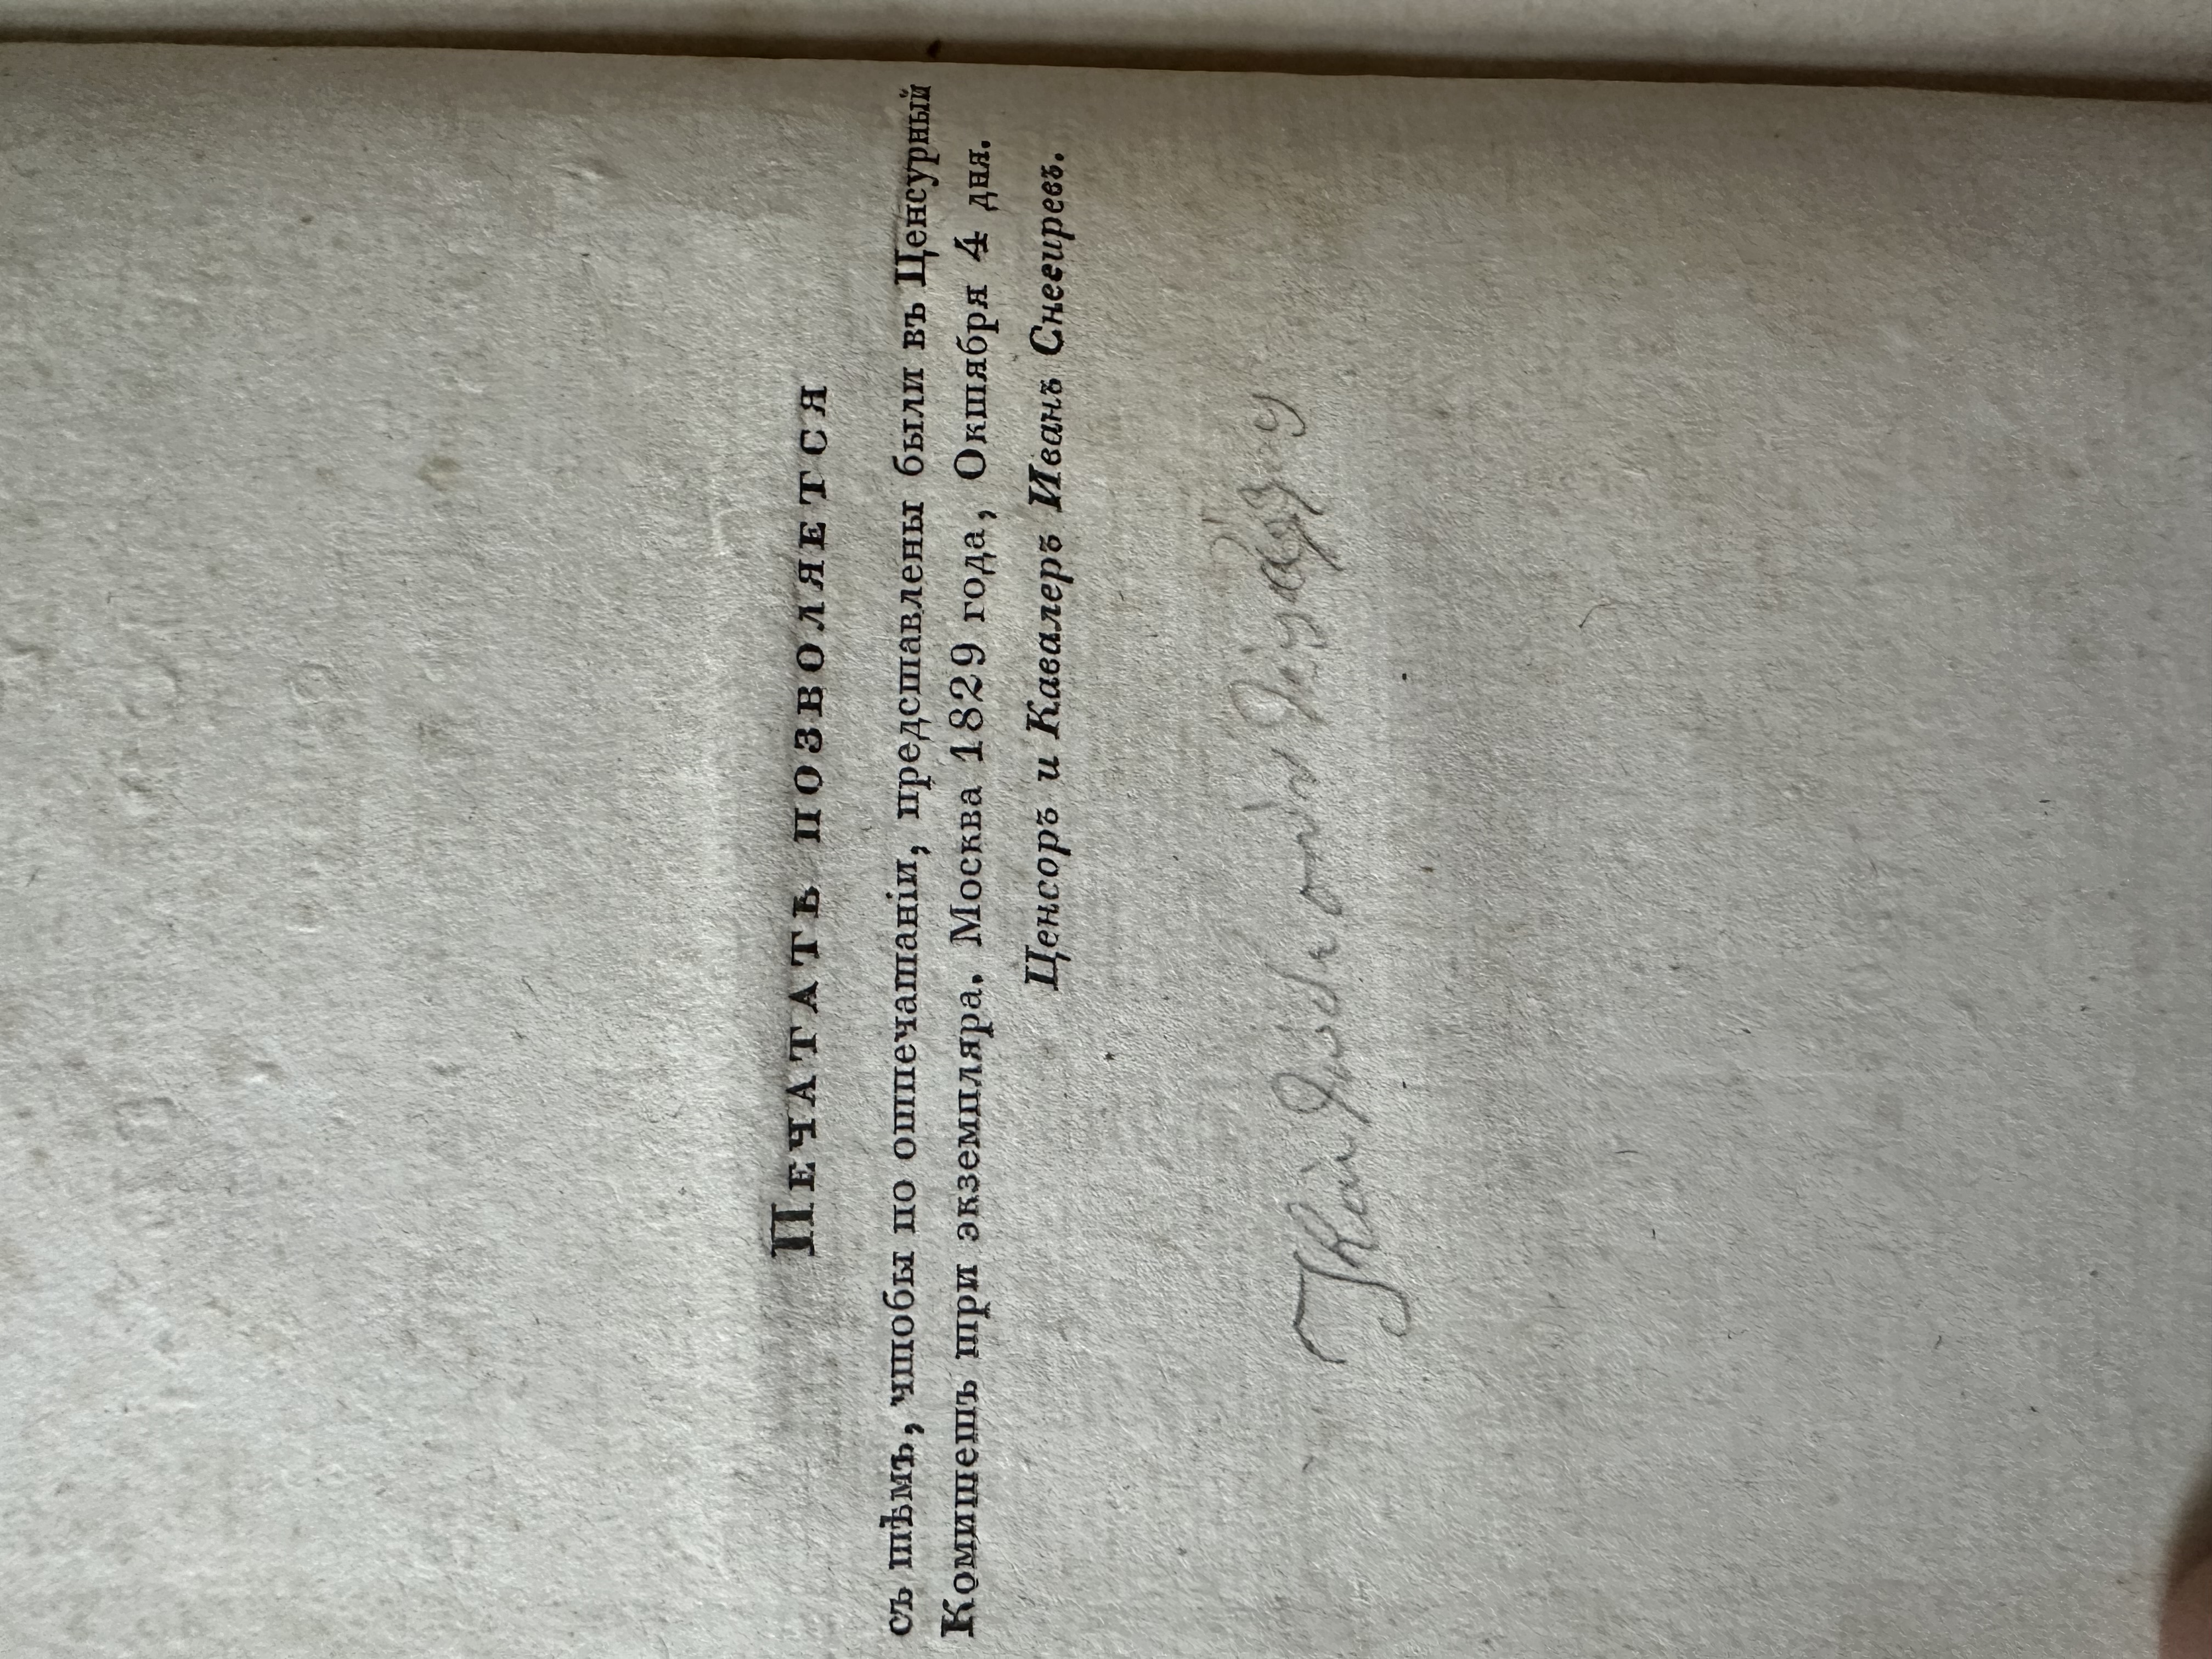 ПЕЧАТАТЬ ПОЗВОЛЯЕТСЯ
съ тѣмъ, чтобы по отпечатаніи, представлены были въ Ценсурный
Комитетъ три экземпляра. Москва 1829 года, Октября 4 дня.
Ценсоръ и Кавалеръ Иванъ Снегиревъ.